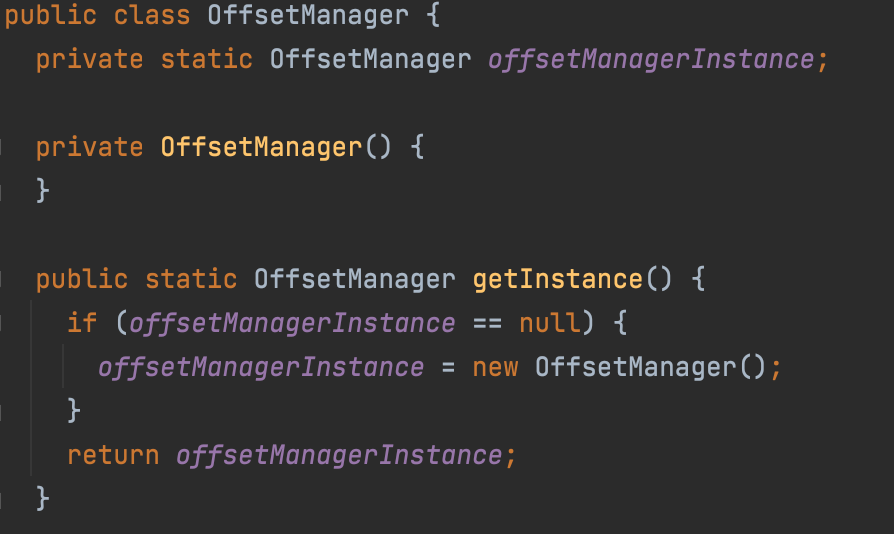 public class OffsetManager {
  private static OffsetManager offsetManagerInstance;
  private OffsetManager() {
  }
  public static OffsetManager getInstance() {
    if (offsetManagerInstance == null) {
      offsetManagerInstance = new OffsetManager();
    }
    return offsetManagerInstance;
  }